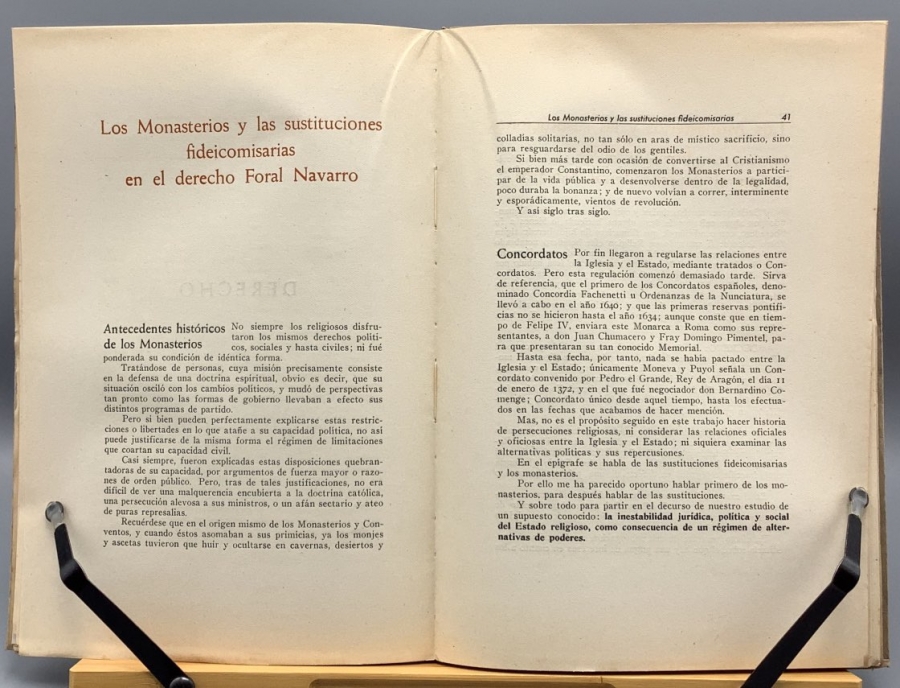 Los Monasterios y las sustituciones
fideicomisarias
en el derecho Foral Navarro
DERECHO
Antecedentes históricos
de los Monasterios
No siempre los religiosos disfru-
taron los mismos derechos políti-
cos, sociales y hasta civiles; ni fué
ponderada su condición de idéntica forma.
Tratándose de personas, cuya misión precisamente consiste
en la defensa de una doctrina espiritual, obvio es decir, que su
situación osciló con los cambios políticos, y mudó de perspectivas
tan pronto como las formas de gobierno llevaban a efecto sus
distintos programas de partido.
Pero si bien pueden perfectamente explicarse estas restric-
ciones o libertades en lo que atañe a su capacidad política, no así
puede justificarse de la misma forma el régimen de limitaciones
que coartan su capacidad civil.
Casi siempre, fueron explicadas estas disposiciones quebran-
tadoras de su capacidad, por argumentos de fuerza mayor o razo-
nes de orden público. Pero, tras de tales justificaciones, no era
difícil de ver una malquerencia encubierta a la doctrina católica,
una persecución alevosa a sus ministros, o un afán sectario y ateo
de puras represalias.
Recuérdese que en el origen mismo de los Monasterios y Con-
ventos, y cuando éstos asomaban a sus primicias, ya los monjes
y ascetas tuvieron que huir y ocultarse en cavernas, desiertos y
Los Monasterios y las sustituciones fideicomisarias 41
colladías solitarias, no tan sólo en aras de místico sacrificio, sino
para resguardarse del odio de los gentiles.
Si bien más tarde con ocasión de convertirse al Cristianismo
el emperador Constantino, comenzaron los Monasterios a partici-
par de la vida pública y a desenvolverse dentro de la legalidad,
poco duraba la bonanza; y de nuevo volvían a correr, interminente
y esporádicamente, vientos de revolución.
Y así siglo tras siglo.
Concordatos Por fin llegaron a regularse las relaciones entre
la Iglesia y el Estado, mediante tratados o Con-
cordatos. Pero esta regulación comenzó demasiado tarde. Sirva
de referencia, que el primero de los Concordatos españoles, deno-
minado Concordia Fachenetti u Ordenanzas de la Nunciatura, se
llevó a cabo en el año 1640; y que las primeras reservas pontifi-
cias no se hicieron hasta el año 1634; aunque conste que en tiem-
po de Felipe IV, enviara este Monarca a Roma como sus repre-
sentantes, a don Juan Chumacero y Fray Domingo Pimentel, pa-
ra que presentaran su tan conocido Memorial.
Hasta esa fecha, por tanto, nada se había pactado entre la
Iglesia y el Estado; únicamente Moneva y Puyol señala un Con-
cordato convenido por Pedro el Grande, Rey de Aragón, el día 11
de enero de 1372, y en el que fué negociador don Bernardino Co-
menge; Concordato único desde aquel tiempo, hasta los efectua-
dos en las fechas que acabamos de hacer mención.
Mas, no es el propósito seguido en este trabajo hacer historia
de persecuciones religiosas, ni considerar las relaciones oficiales
y oficiosas entre la Iglesia y el Estado; ni siquiera examinar las
alternativas políticas y sus repercusiones.
En el epígrafe se habla de las sustituciones fideicomisarias
y los monasterios.
Por ello me ha parecido oportuno hablar primero de los mo-
nasterios, para después hablar de las sustituciones.
Y sobre todo para partir en el decurso de nuestro estudio de
un supuesto conocido: la inestabilidad jurídica, política y social
del Estado religioso, como consecuencia de un régimen de alter-
nativas de poderes.